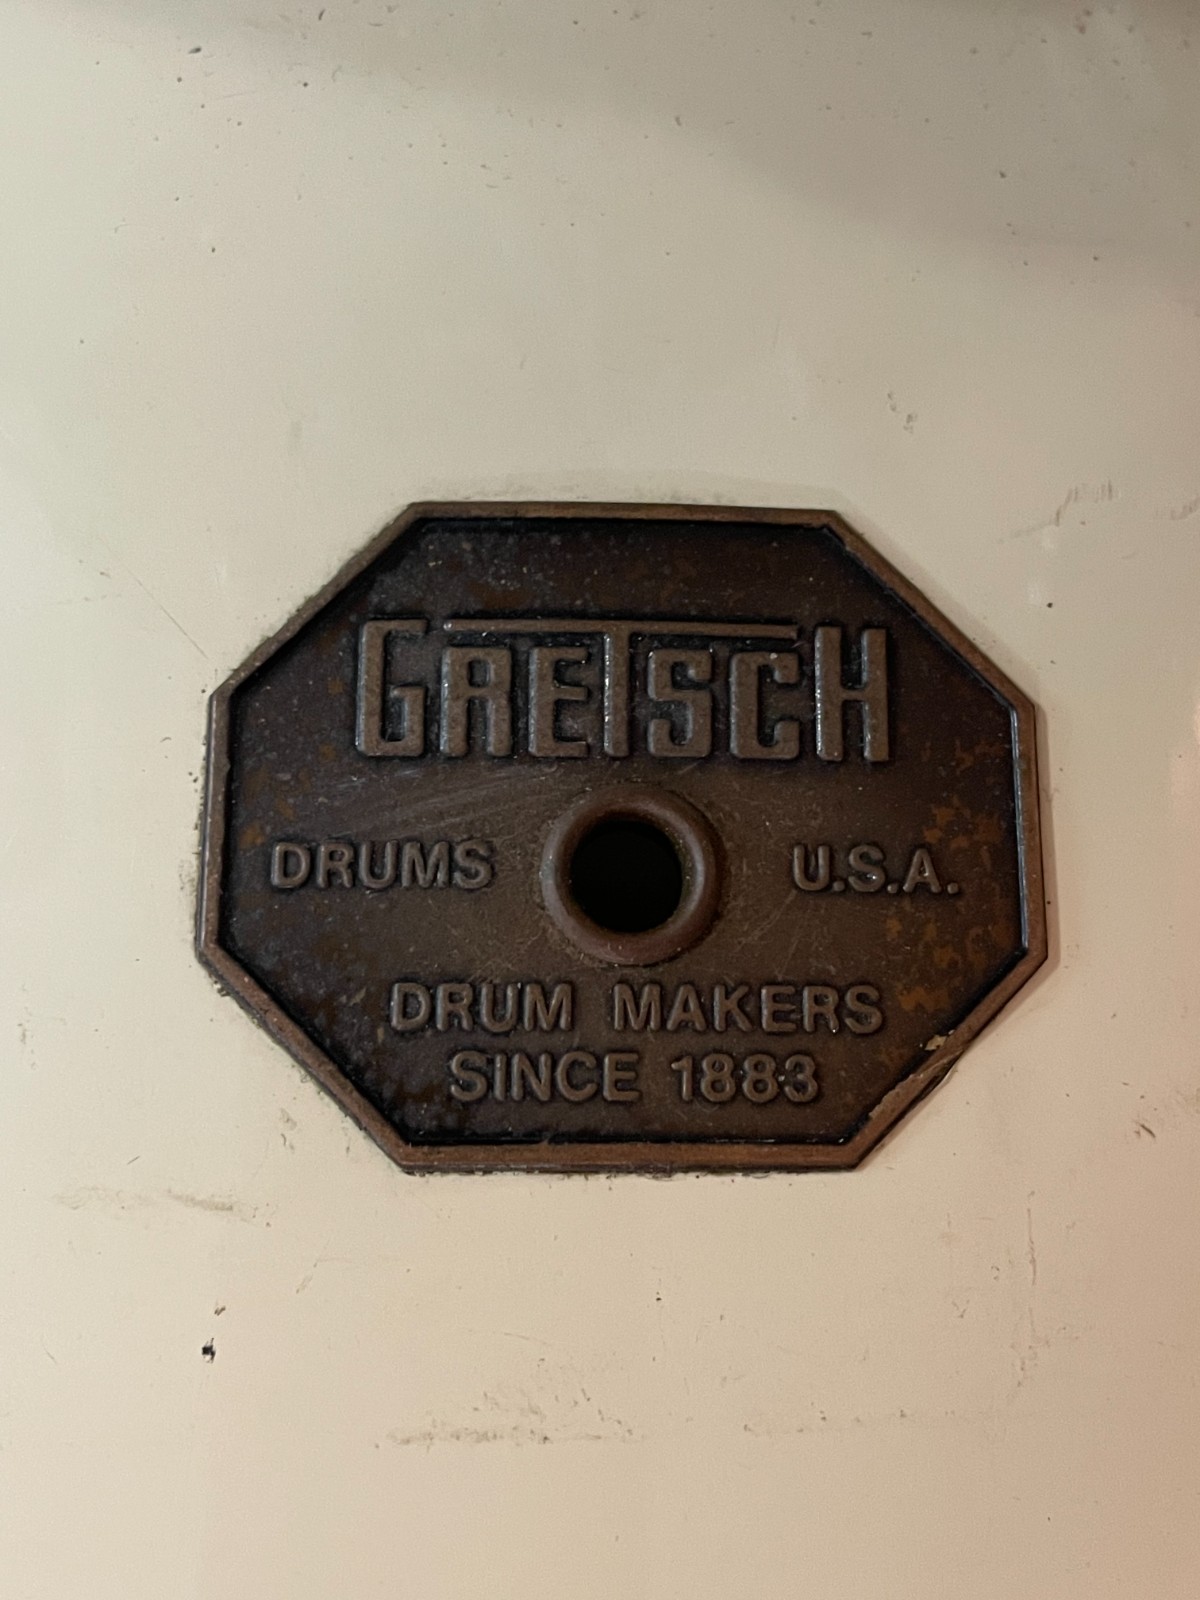 GRETSCH
DRUMS U.S.A.
DRUM MAKERS
SINCE 1883